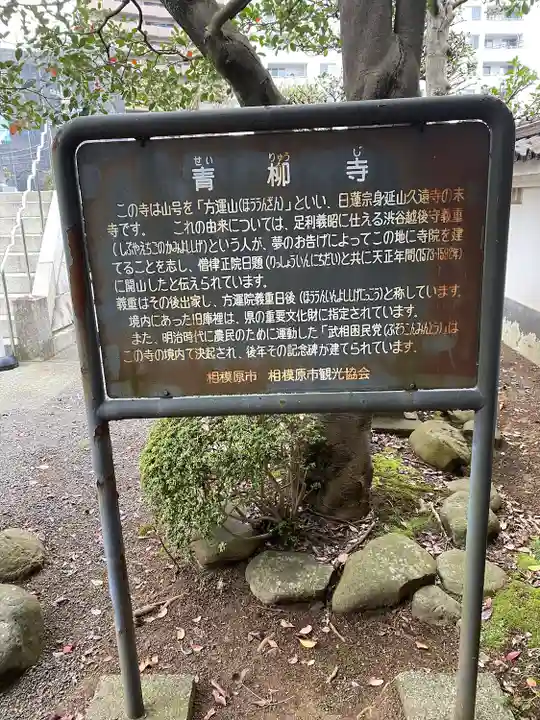 せい りゅう じ
青柳寺
この寺は山号を「方運山(ほううんざん)」といい、日蓮宗身延山久遠寺の末
寺です。 これの由来については、足利義昭に仕える渋谷越後守義重
(しぶやえちごのかみよししげ)という人が、夢のお告げによってこの地に寺院を建
てることを志し、僧律正院日題(りっしょういんにちだい)と共に天正年間(1573-1592年)
に開山したと伝えられています。
義重はその後出家し、方運院義重日後(ほううんいんよししげにっこう)と称しています。
境内にあった旧庫裡は、県の重要文化財に指定されています。
また、明治時代に農民のために運動した「武相困民党(ぶそうこんみんとう)」は
この寺の境内で決起され、後年その記念碑が建てられています。
相模原市 相模原市観光協会